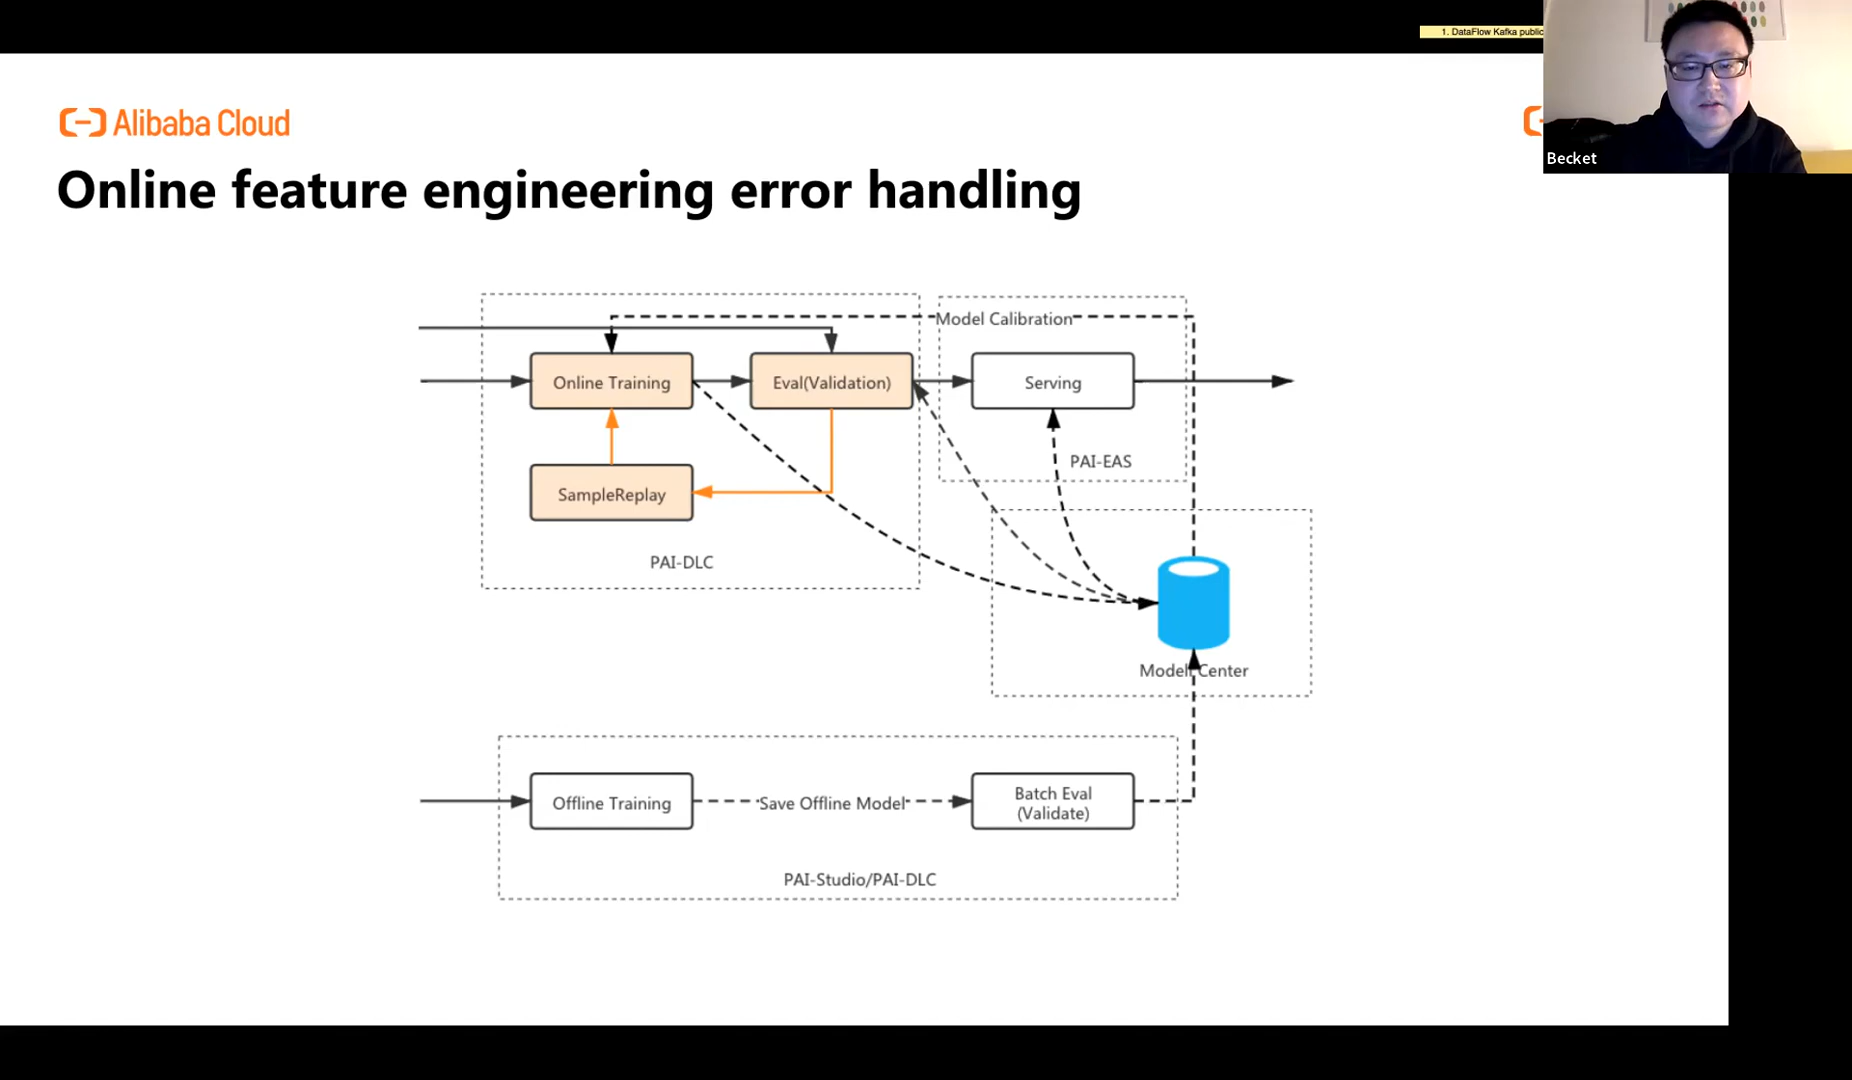 1. DataFlow Kafka public
Alibaba Cloud
Becket
Online feature engineering error handling
Model Calibration
Online Training
Eval(Validation)
Serving
PAI-EAS
SampleReplay
PAI-DLC
Model Center
Offline Training
Save Offline Model
Batch Eval
(Validate)
PAI-Studio/PAI-DLC